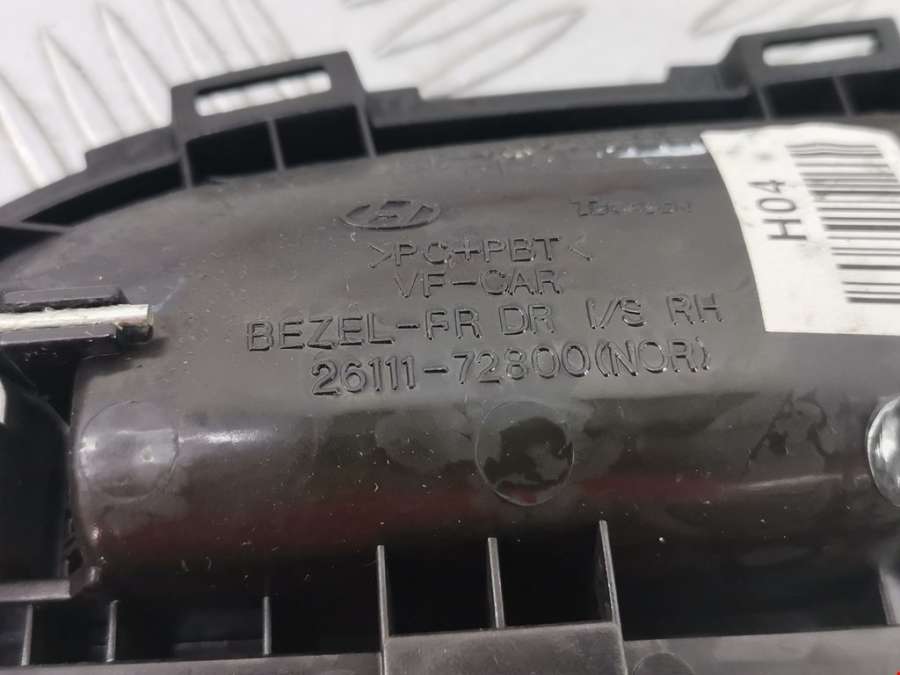 >PC+PBT<
VF-CAR
BEZEL-FR DR I/S RH
26111-72800(NOR)
H04